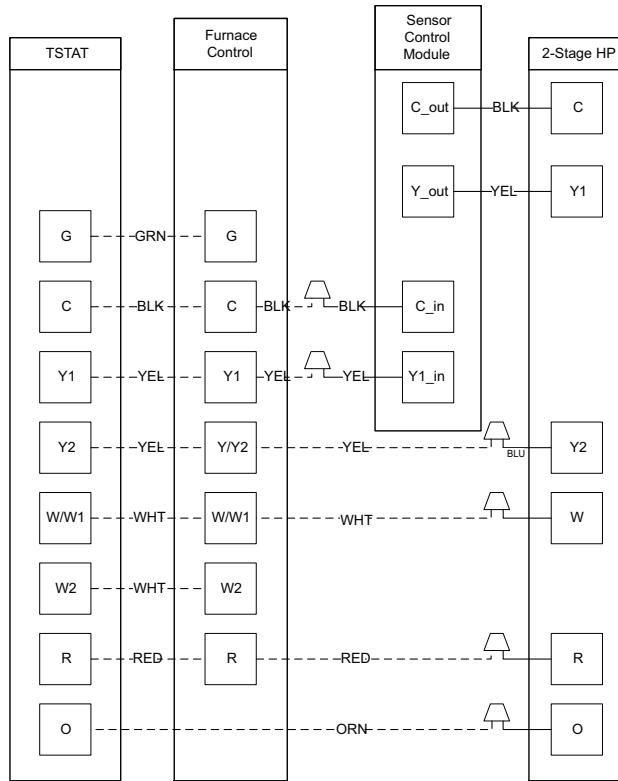 TSTAT
Furnace
Control
Sensor
Control
Module
2-Stage HP
C_out BLK C
Y_out YEL Y1
G GRN G
C BLK C BLK BLK C_in
Y1 YEL Y1 YEL YEL Y1_in
Y2 YEL Y/Y2 YEL BLU Y2
W/W1 WHT W/W1 WHT W
W2 WHT W2
R RED R RED R
O ORN O